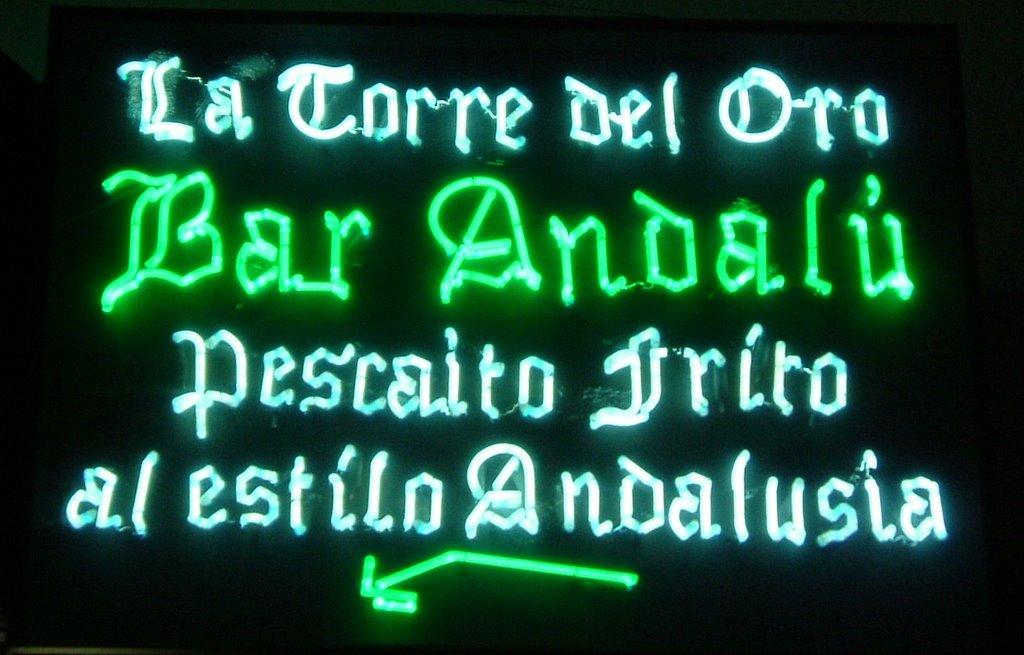 La Torre del Oro
Bar Andalú
Pescaito Frito
al estilo Andalusia